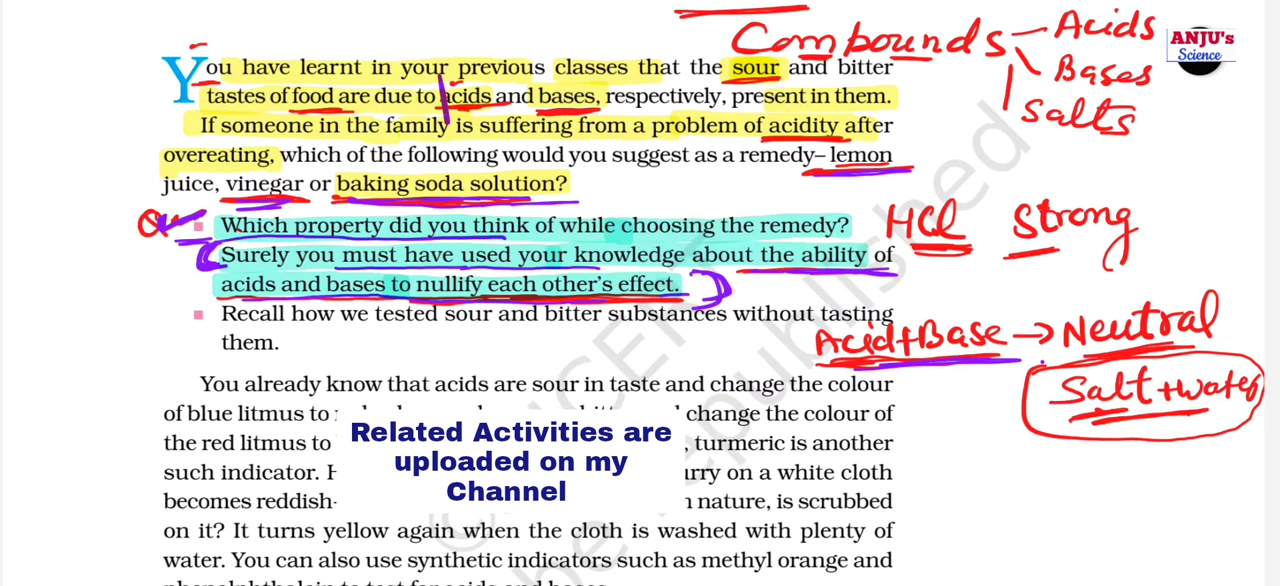 Compounds
Acids
Bases
Salts
ANJU's
Science
You have learnt in your previous classes that the sour and bitter
tastes of food are due to acids and bases, respectively, present in them.
If someone in the family is suffering from a problem of acidity after
overeating, which of the following would you suggest as a remedy– lemon
juice, vinegar or baking soda solution?
Which property did you think of while choosing the remedy?
HCl Strong
Surely you must have used your knowledge about the ability of
acids and bases to nullify each other's effect.
Recall how we tested sour and bitter substances without tasting
them.
Acid+Base → Neutral
Salt+water
You already know that acids are sour in taste and change the colour
of blue litmus to change the colour of
the red litmus to , turmeric is another
such indicator. on a white cloth
becomes reddish- nature, is scrubbed
Related Activities are
uploaded on my
Channel
on it? It turns yellow again when the cloth is washed with plenty of
water. You can also use synthetic indicators such as methyl orange and